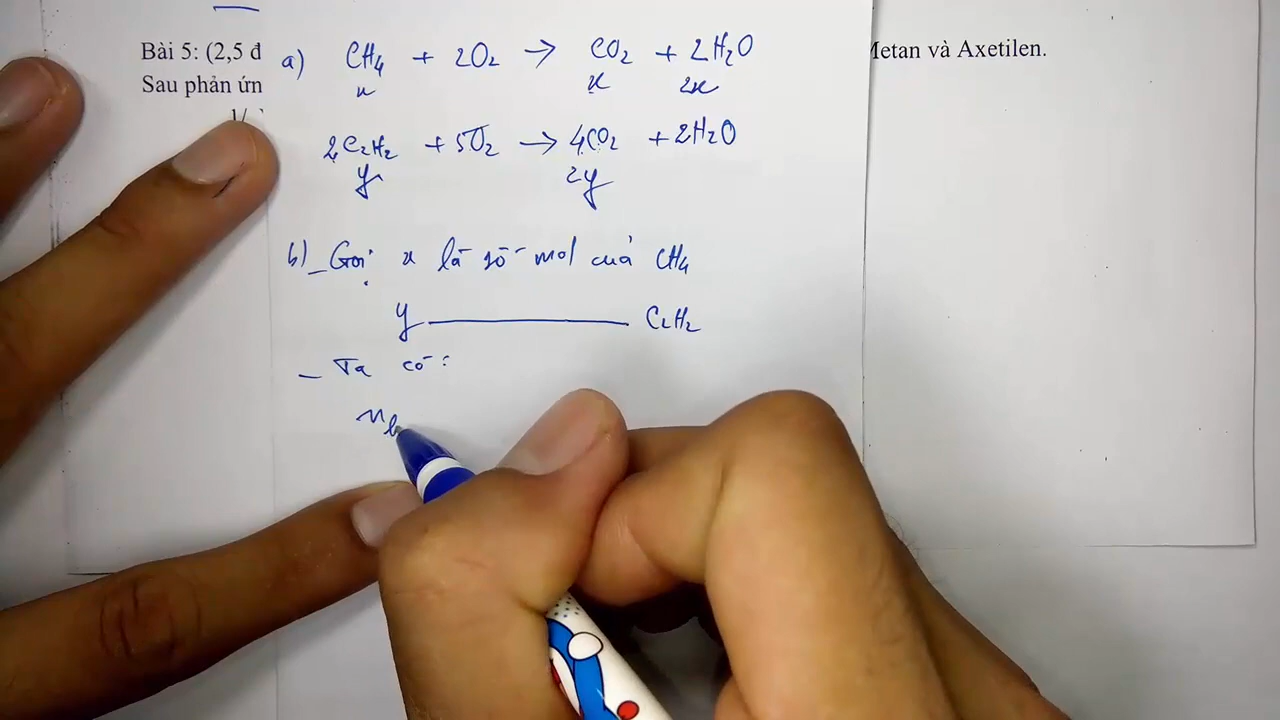 Bài 5: (2,5 đ
Metan và Axetilen.
Sau phản ứn
a) CH₄ + 2O₂ → CO₂ + 2H₂O
x x 2x
2C₂H₂ + 5O₂ → 4CO₂ + 2H₂O
y 2y
b) _ Gọi x là số mol của CH₄
y ———— C₂H₂
_ Ta có:
n